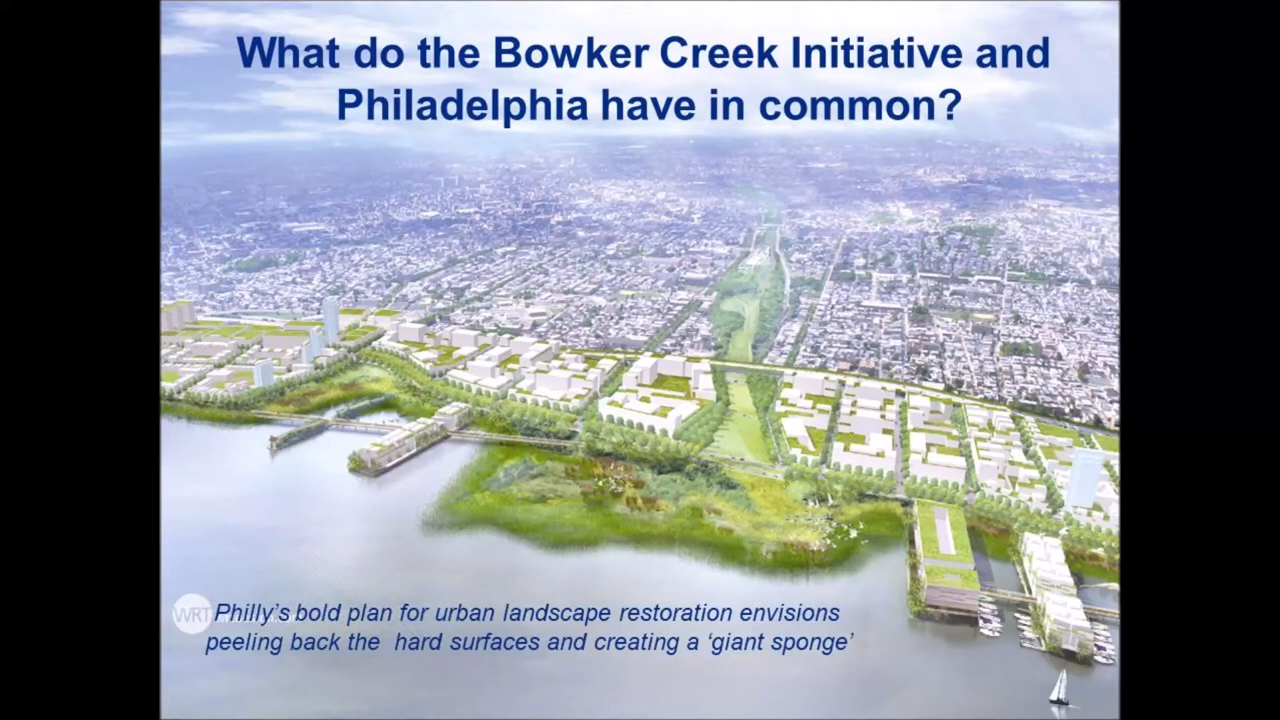 What do the Bowker Creek Initiative and
Philadelphia have in common?
WRT
Philly's bold plan for urban landscape restoration envisions
peeling back the hard surfaces and creating a 'giant sponge'